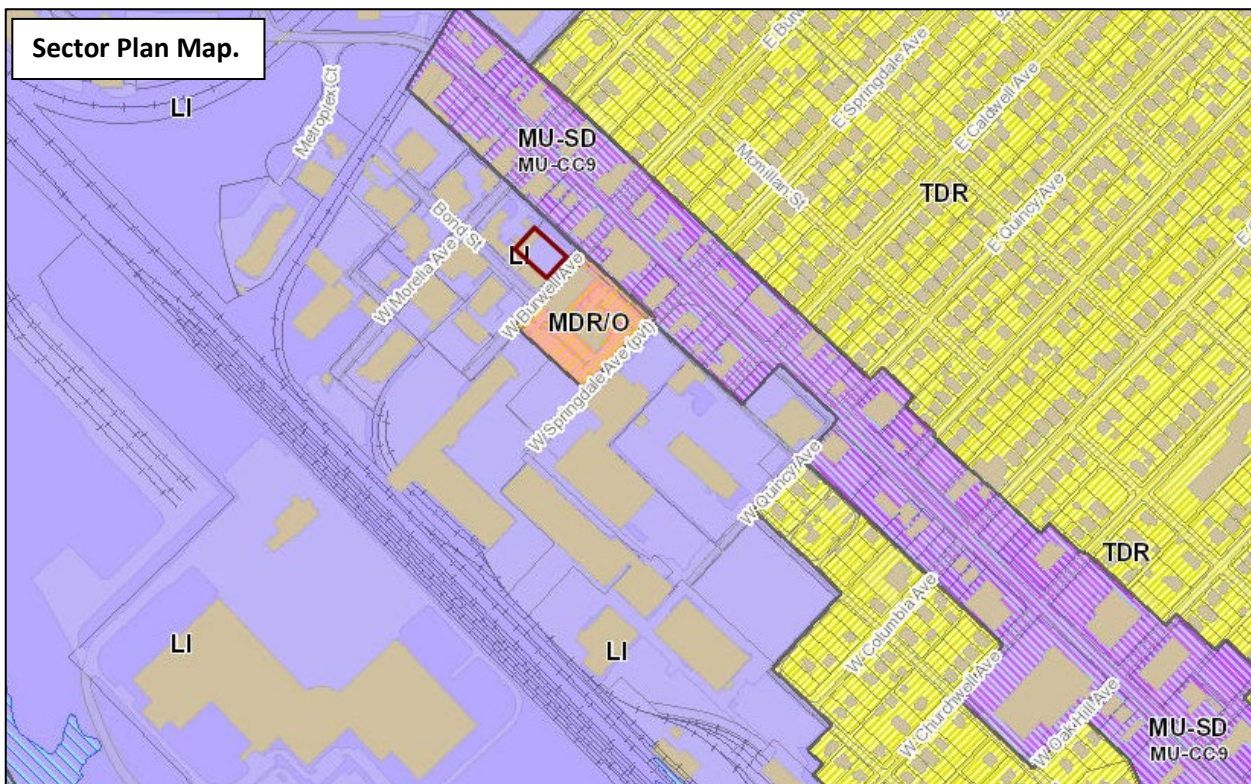 Sector Plan Map.
E Burw
E Springdale Ave
E Caldwell Ave
Metroplex Ct
LI
MU-SD
MU-CC9
Mcmillan St
TDR
E Quincy Ave
Bond St
LI
W Morelia Ave
W Burwell Ave
MDR/O
W Springdale Ave (pvt)
W Quincy Ave
TDR
W Columbia Ave
LI
LI
W Churchwell Ave
W Oak Hill Ave
MU-SD
MU-CC9